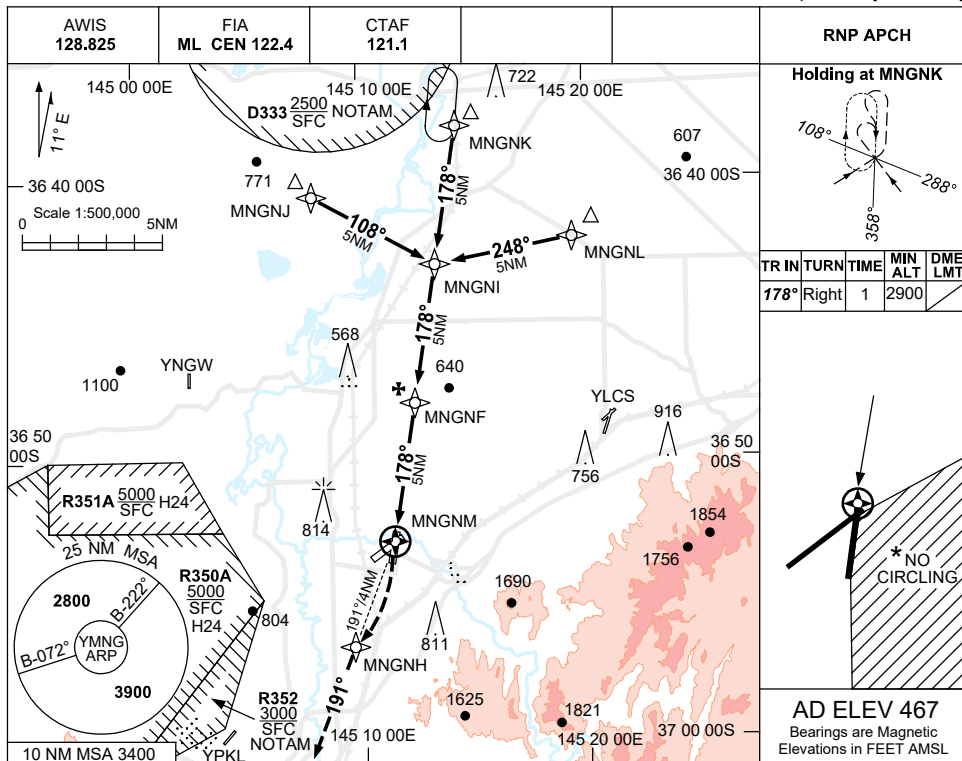 AWIS
128.825
FIA
ML CEN 122.4
CTAF
121.1
RNP APCH
145 00 00E
145 10 00E
722
145 20 00E
D333 2500 NOTAM
SFC
11° E
MNGNK
607
36 40 00S
771
36 40 00S
MNGNJ
178°
5NM
Scale 1:500,000
0 5NM
108°
5NM
248°
5NM
MNGNL
MNGNI
178°
5NM
568
YNGW
1100
640
MNGNF
YLCS
916
36 50
00S
756
36 50
00S
178°
5NM
R351A 5000 H24
SFC
814
MNGNM
1854
1756
25 NM MSA
2800
B-222°
YMNG
ARP
B-072°
3900
R350A
5000
SFC
H24
804
191°/4NM
1690
811
MNGNH
191°
R352
3000
SFC
NOTAM
1625
1821
37 00 00S
145 10 00E
145 20 00E
10 NM MSA 3400
YPKL
Holding at MNGNK
108°
288°
358°
TR IN TURN TIME MIN ALT DME LMT
178° Right 1 2900
*NO
CIRCLING
AD ELEV 467
Bearings are Magnetic
Elevations in FEET AMSL